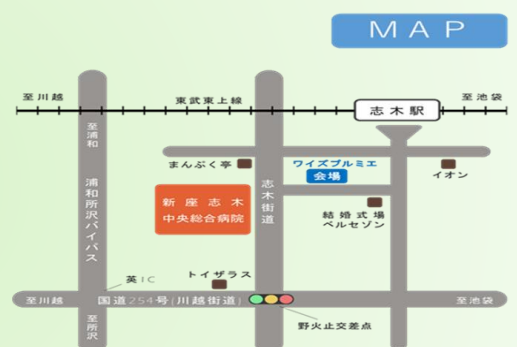 MAP
至川越
東武東上線
志木駅
至池袋
至浦和
まんぷく亭
ワイズプルミエ
会場
イオン
浦和所沢バイパス
新座志木
中央総合病院
志木街道
結婚式場
ベルセゾン
英IC
トイザラス
至川越
国道254号(川越街道)
至池袋
至所沢
野火止交差点